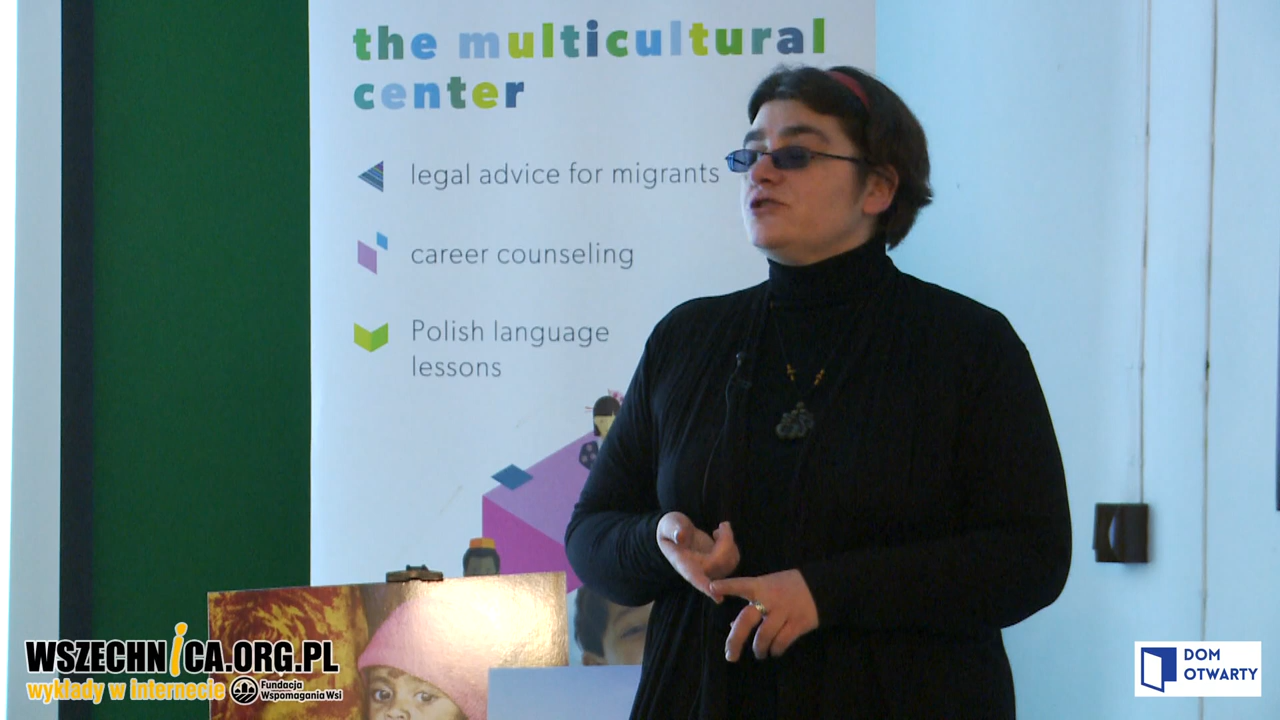 the multicultural
center
legal advice for migrants
career counseling
Polish language
lessons
WSZECHNiCA.ORG.PL
wykłady w internecie
Fundacja
Wspomagania Wsi
DOM
OTWARTY